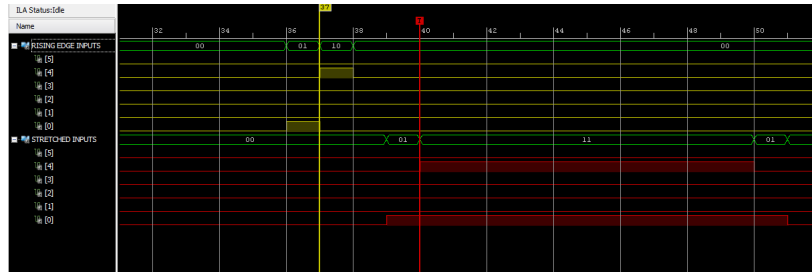 ILA Status:Idle
37
Name
32 34 36 38 40 42 44 46 48 50
RISING EDGE INPUTS 00 01 10 00
[5]
[4]
[3]
[2]
[1]
[0]
STRETCHED INPUTS 00 01 11 01
[5]
[4]
[3]
[2]
[1]
[0]